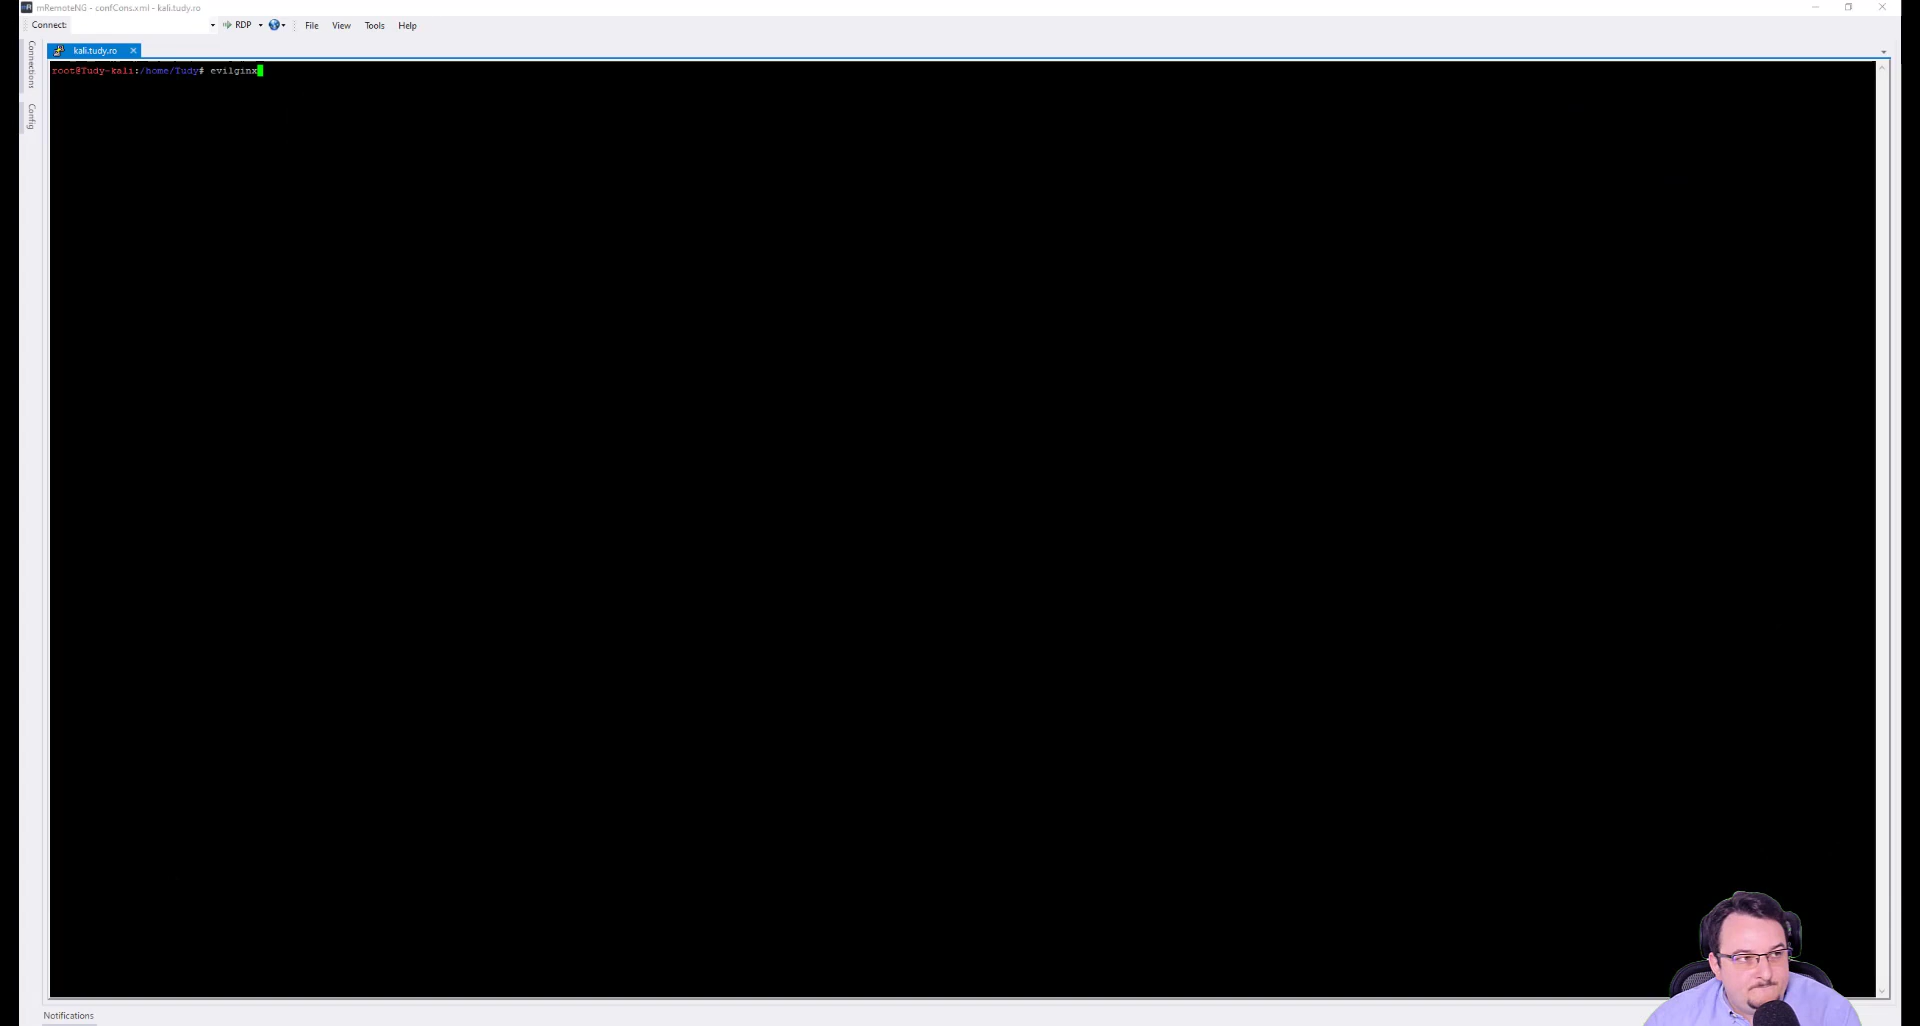 mRemoteNG - confCons.xml - kali.tudy.ro
Connect: RDP File View Tools Help
kali.tudy.ro
Connections
Config
root@Tudy-kali:/home/Tudy# evilginx
Notifications